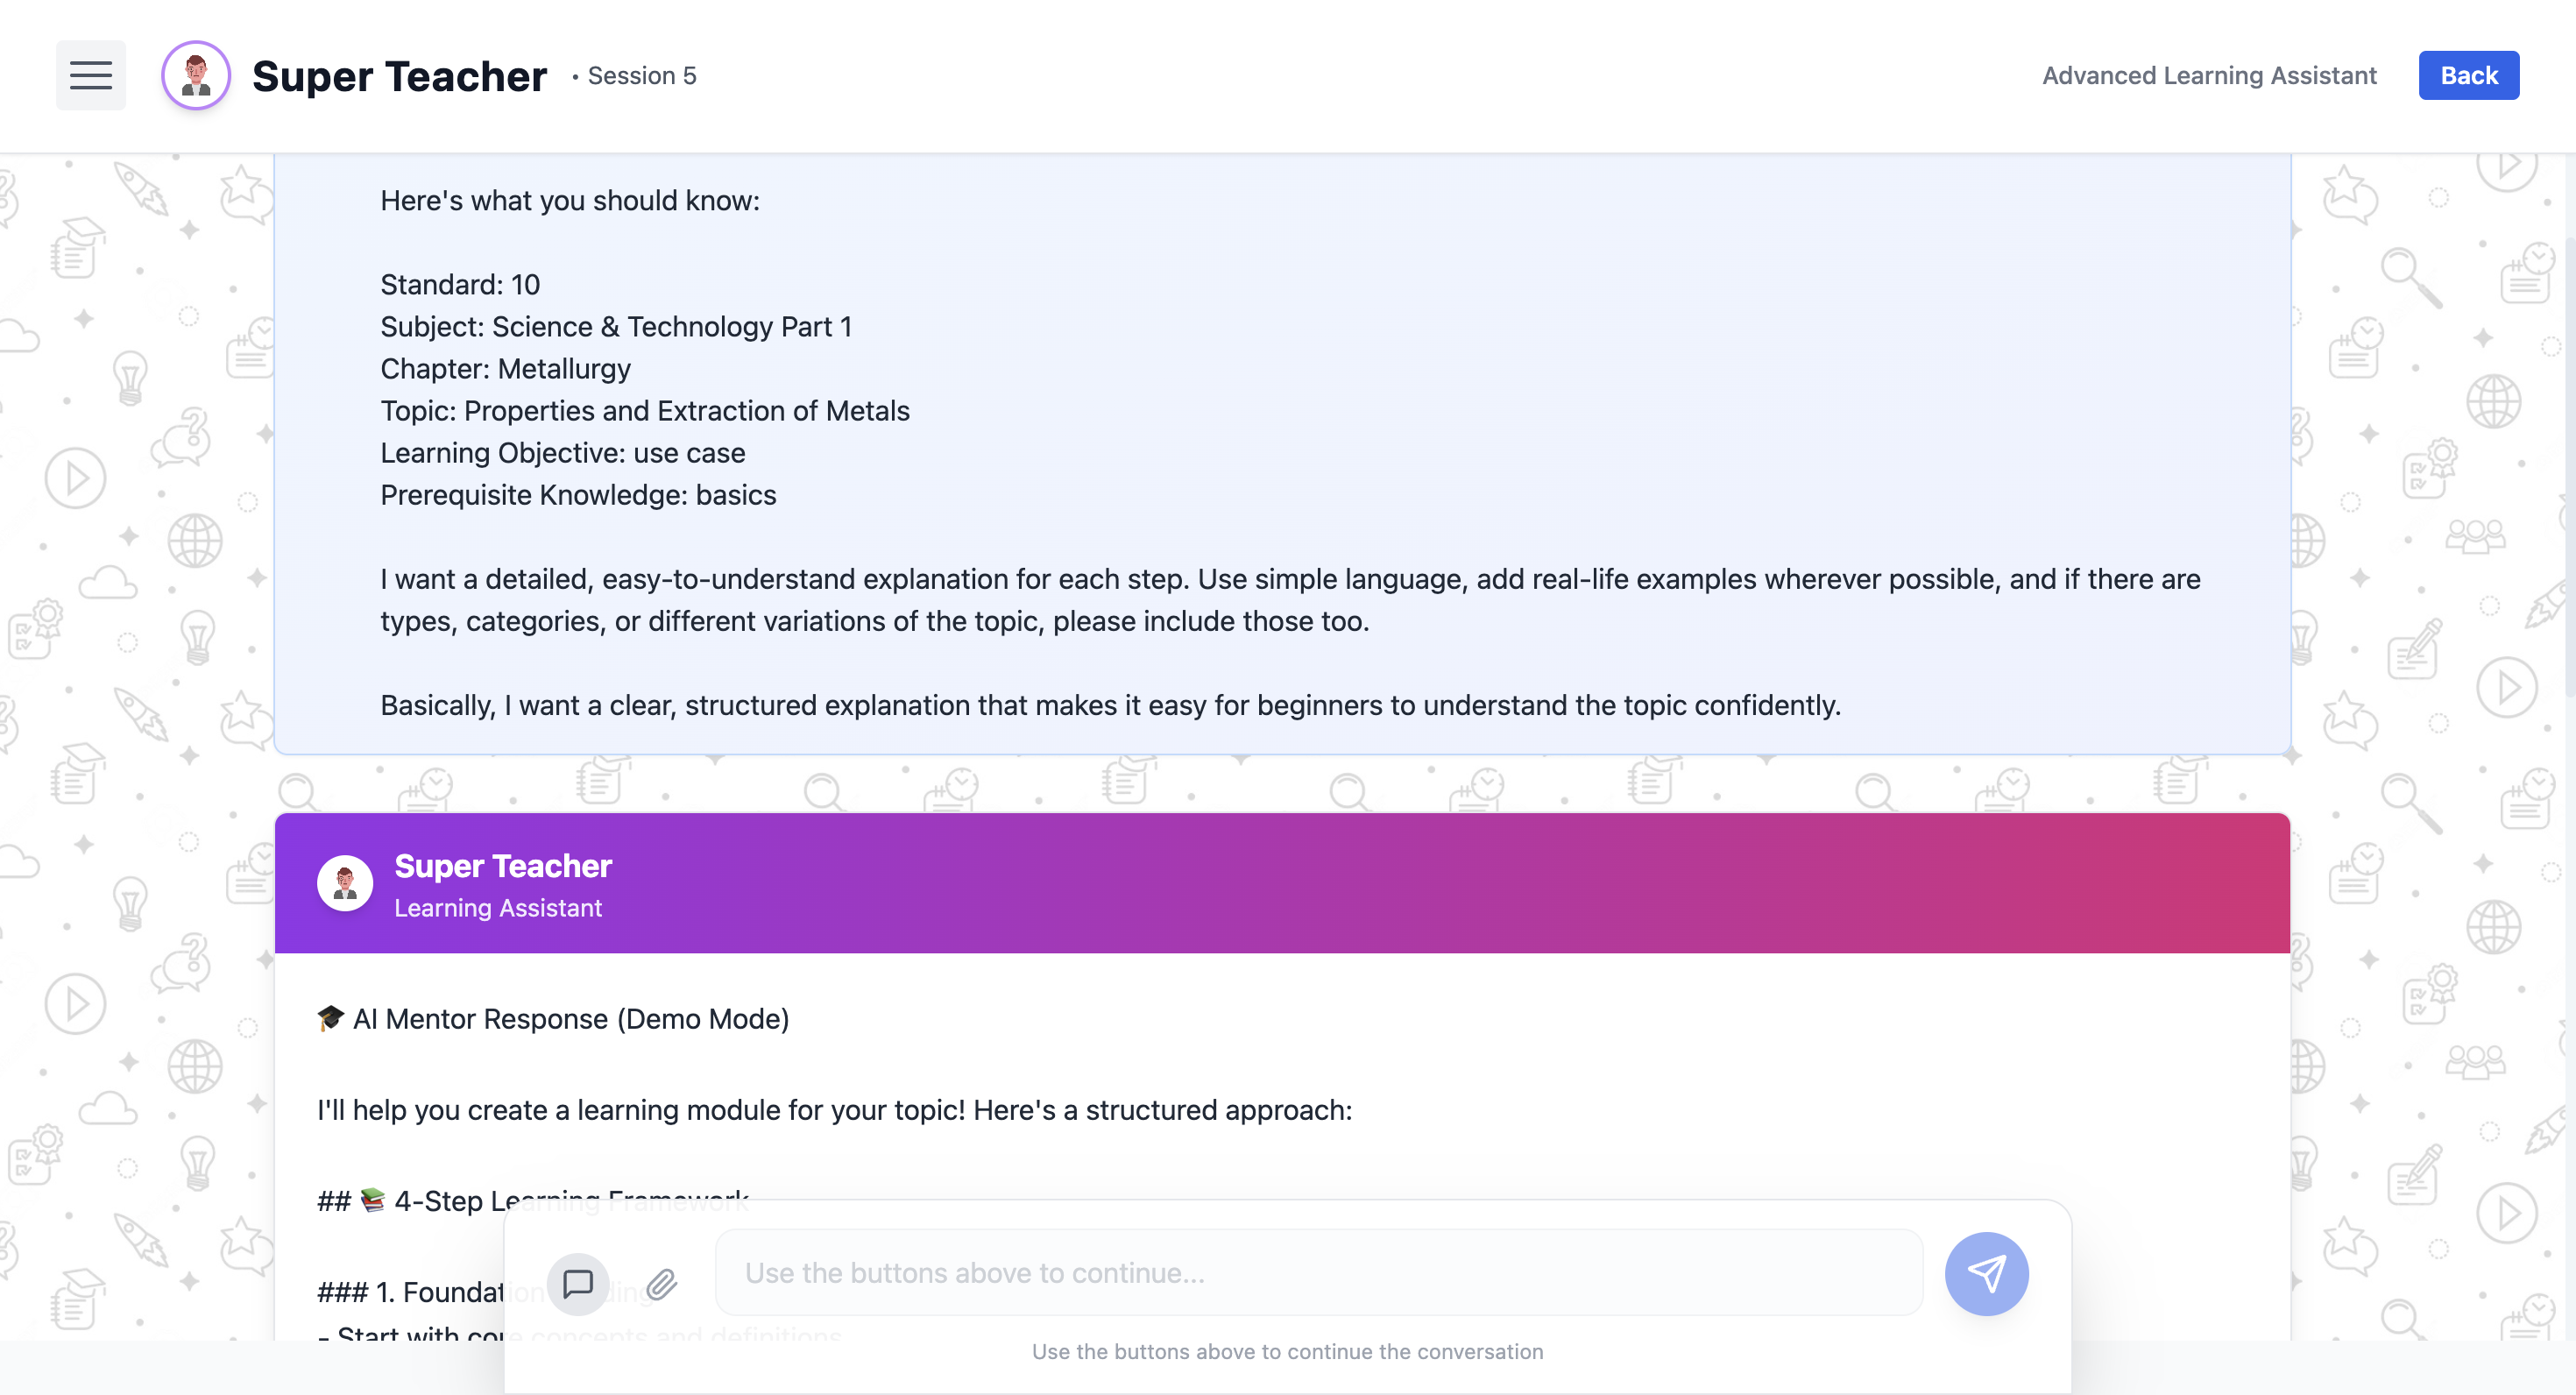 Super Teacher
• Session 5
Advanced Learning Assistant
Back
Here's what you should know:
Standard: 10
Subject: Science & Technology Part 1
Chapter: Metallurgy
Topic: Properties and Extraction of Metals
Learning Objective: use case
Prerequisite Knowledge: basics
I want a detailed, easy-to-understand explanation for each step. Use simple language, add real-life examples wherever possible, and if there are
types, categories, or different variations of the topic, please include those too.
Basically, I want a clear, structured explanation that makes it easy for beginners to understand the topic confidently.
Super Teacher
Learning Assistant
🎓 AI Mentor Response (Demo Mode)
I'll help you create a learning module for your topic! Here's a structured approach:
## 📚 4-Step Learning Framework
### 1. Foundation
- Start with core concepts and definitions
Use the buttons above to continue...
Use the buttons above to continue the conversation